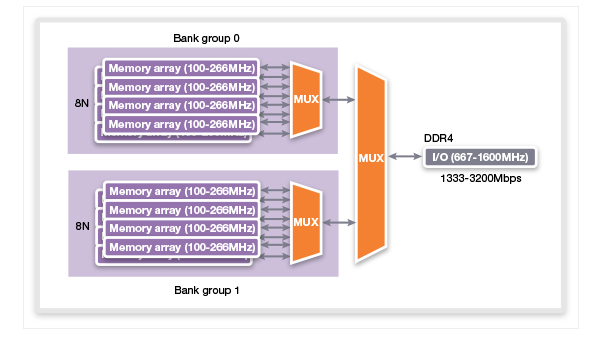 Bank group 0
Memory array (100-266MHz)
Memory array (100-266MHz)
8N
Memory array (100-266MHz)
Memory array (100-266MHz)
MUX
MUX
DDR4
I/O (667-1600MHz)
1333-3200Mbps
Memory array (100-266MHz)
Memory array (100-266MHz)
8N
Memory array (100-266MHz)
Memory array (100-266MHz)
MUX
Bank group 1